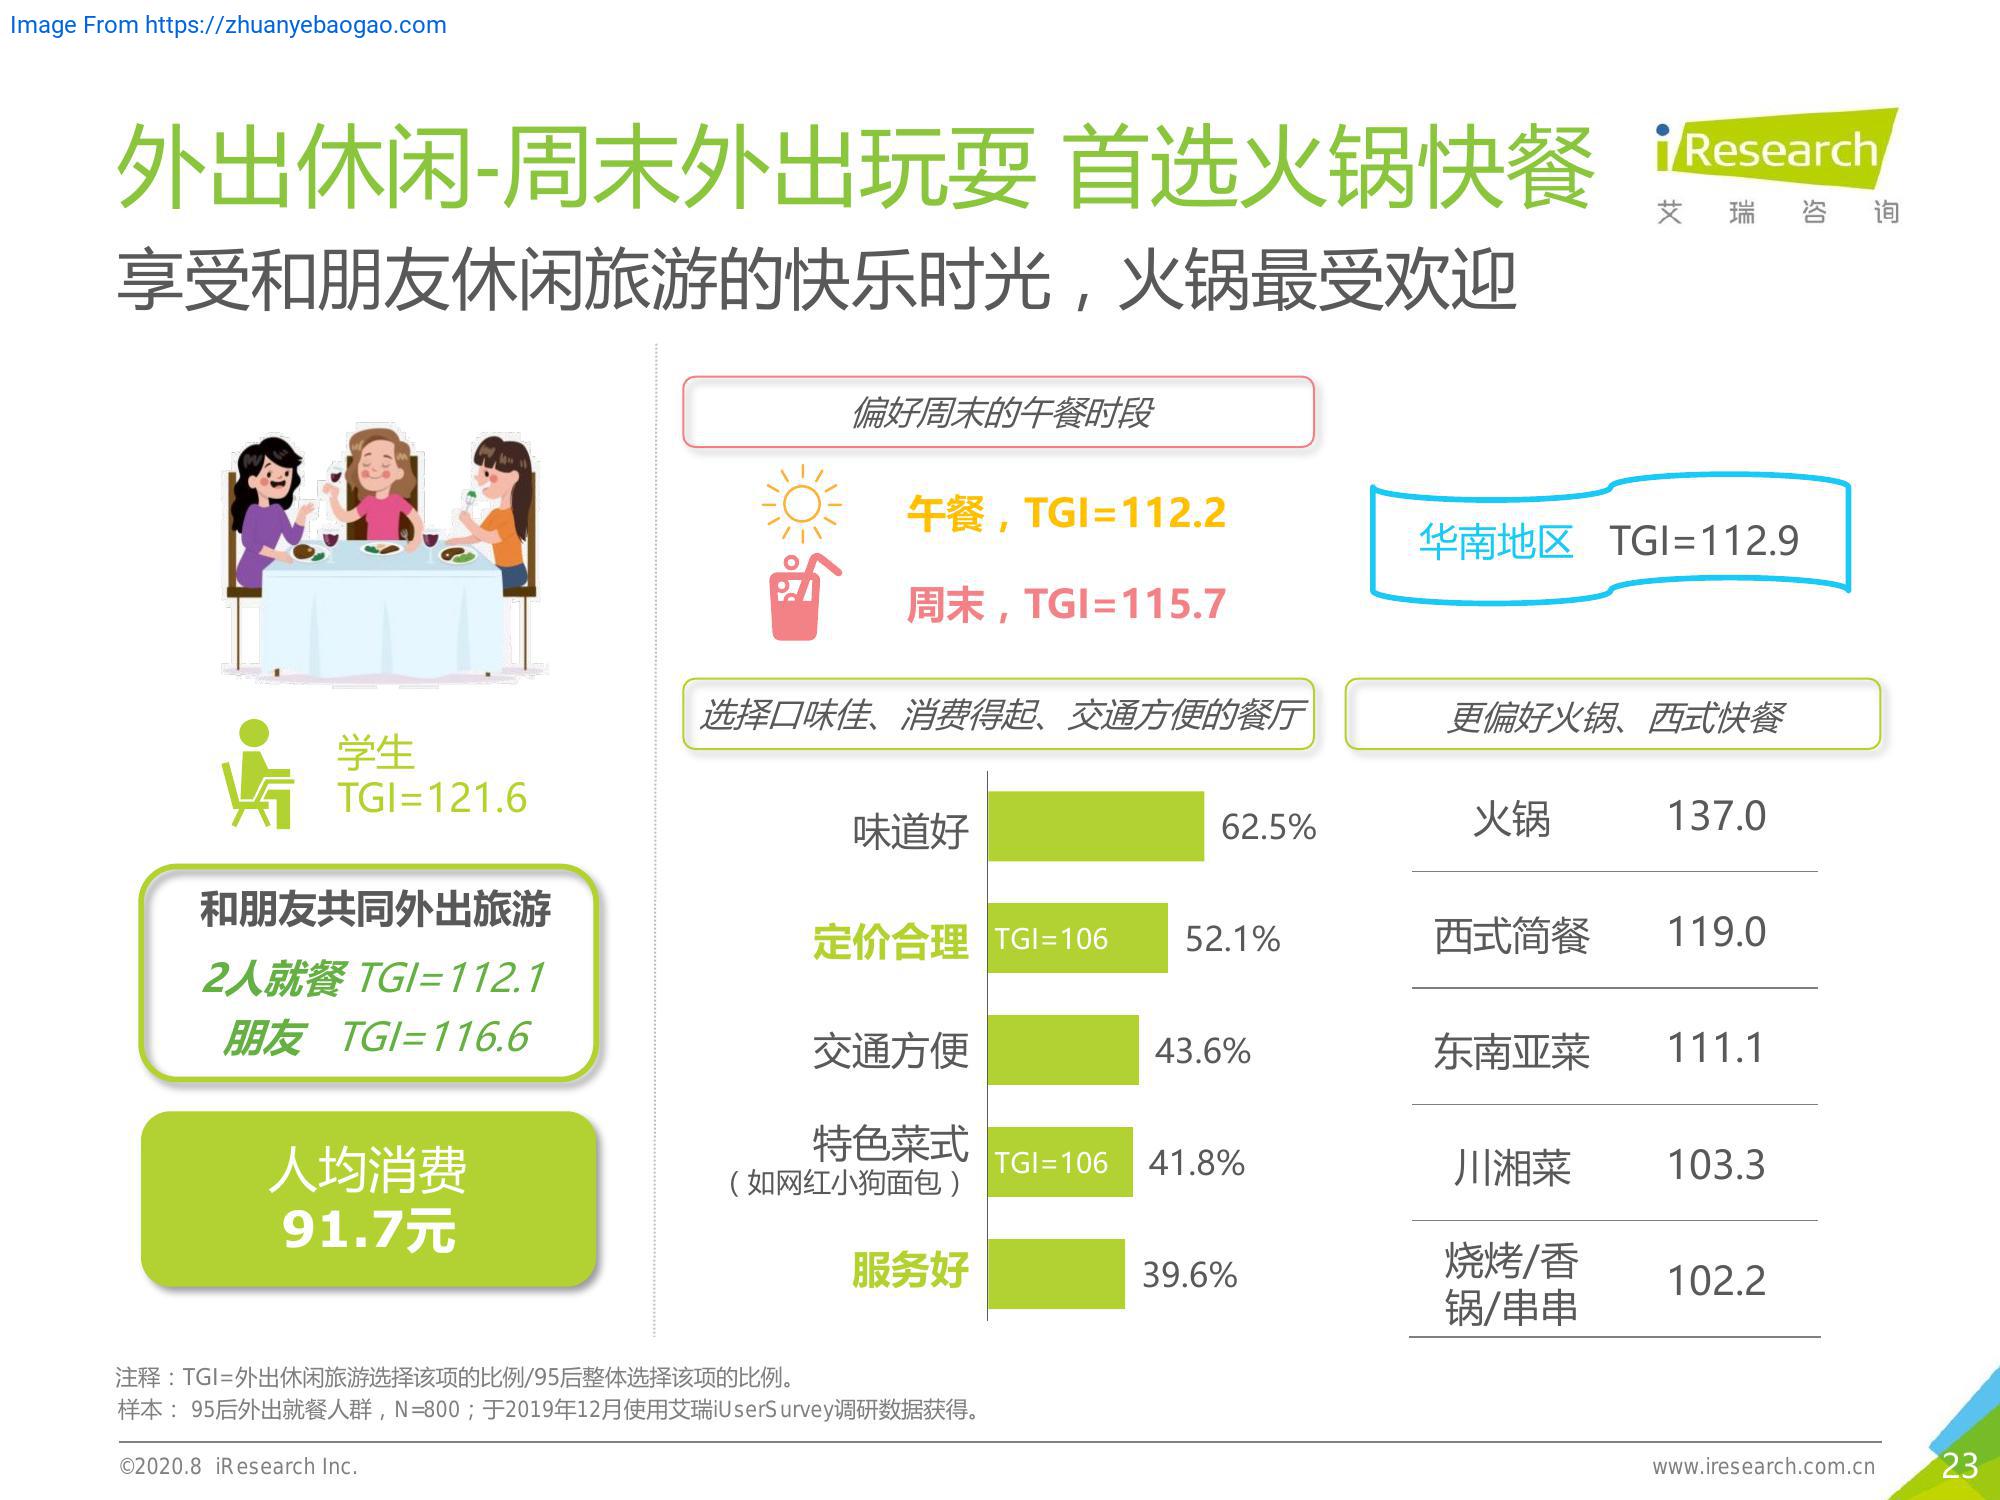 Image From https://zhuanyebaogao.com
外出休闲-周末外出玩耍 首选火锅快餐
iResearch
艾瑞咨询
享受和朋友休闲旅游的快乐时光，火锅最受欢迎
学生
TGI=121.6
和朋友共同外出旅游
2人就餐 TGI=112.1
朋友 TGI=116.6
人均消费
91.7元
偏好周末的午餐时段
午餐，TGI=112.2
周末，TGI=115.7
华南地区 TGI=112.9
选择口味佳、消费得起、交通方便的餐厅
味道好 62.5%
定价合理 TGI=106 52.1%
交通方便 43.6%
特色菜式 TGI=106 41.8%
（如网红小狗面包）
服务好 39.6%
更偏好火锅、西式快餐
火锅 137.0
西式简餐 119.0
东南亚菜 111.1
川湘菜 103.3
烧烤/香
锅/串串 102.2
注释：TGI=外出休闲旅游选择该项的比例/95后整体选择该项的比例。
样本： 95后外出就餐人群，N=800；于2019年12月使用艾瑞iUserSurvey调研数据获得。
©2020.8 iResearch Inc.
www.iresearch.com.cn
23